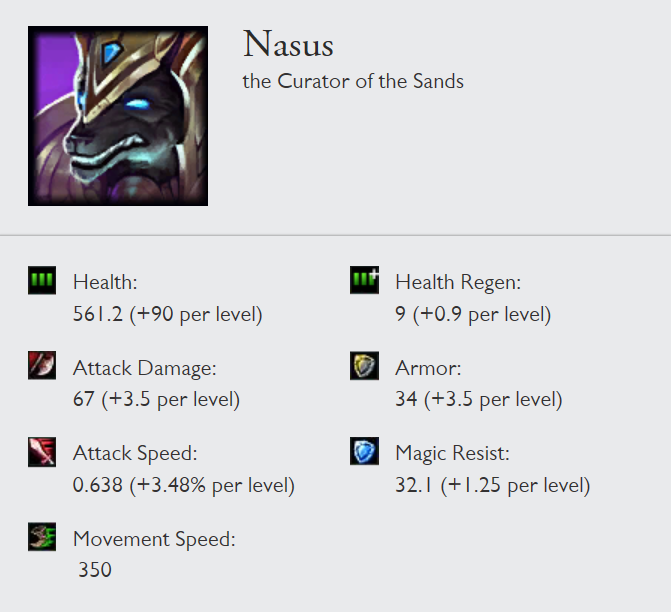 Nasus
the Curator of the Sands
Health:
561.2 (+90 per level)
Health Regen:
9 (+0.9 per level)
Attack Damage:
67 (+3.5 per level)
Armor:
34 (+3.5 per level)
Attack Speed:
0.638 (+3.48% per level)
Magic Resist:
32.1 (+1.25 per level)
Movement Speed:
350